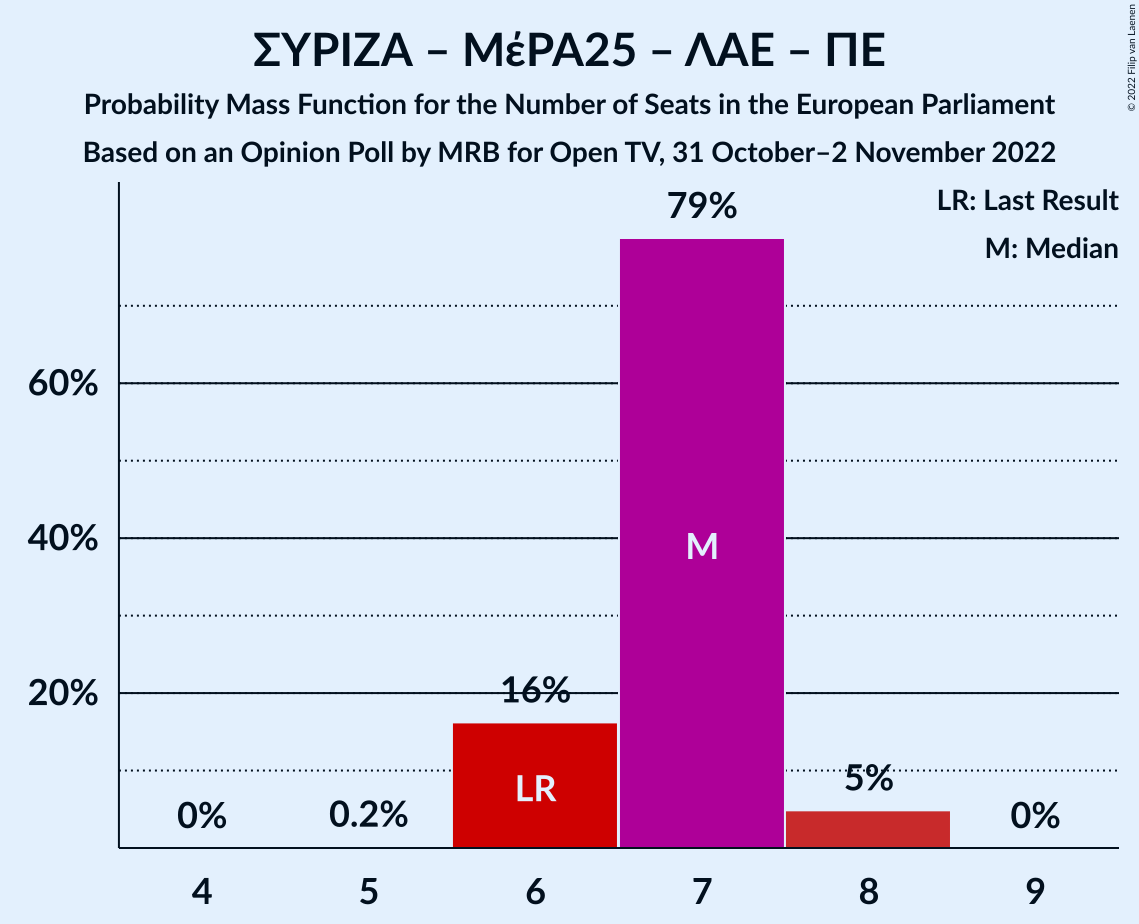 ΣΥΡΙΖΑ – ΜέΡΑ25 – ΛΑΕ – ΠΕ
Probability Mass Function for the Number of Seats in the European Parliament
Based on an Opinion Poll by MRB for Open TV, 31 October–2 November 2022
© 2022 Filip van Laenen
LR: Last Result
M: Median
79%
60%
40%
20%
M
16%
LR
5%
0%
0.2%
0%
4
5
6
7
8
9